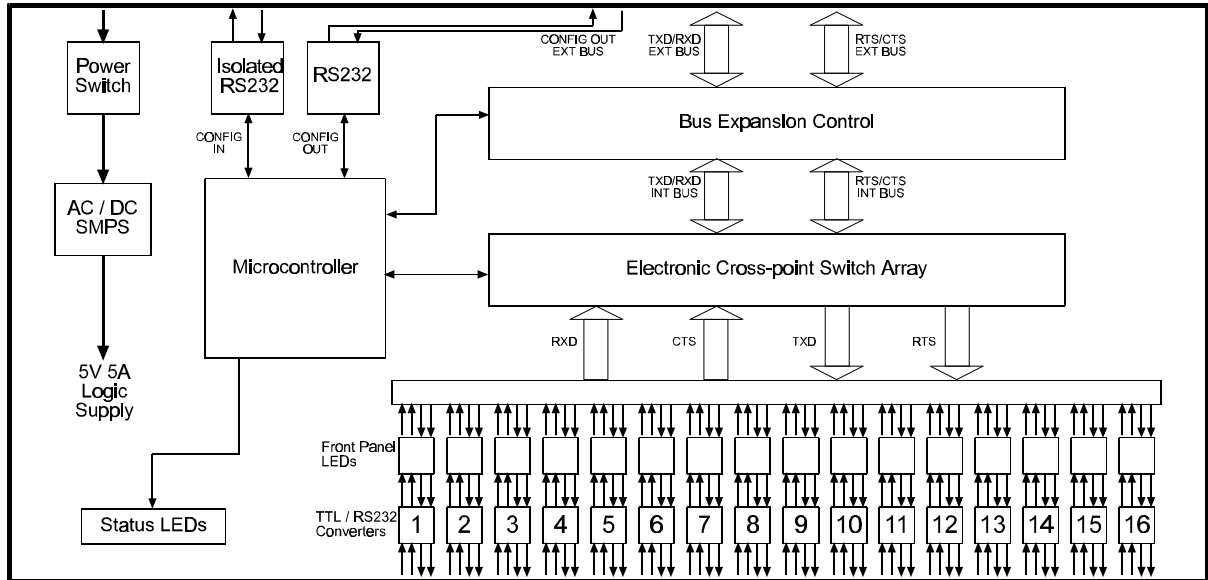 Power
Switch
Isolated
RS232
RS232
CONFIG OUT
EXT BUS
TXD/RXD
EXT BUS
RTS/CTS
EXT BUS
Bus Expansion Control
CONFIG
IN
CONFIG
OUT
TXD/RXD
INT BUS
RTS/CTS
INT BUS
AC / DC
SMPS
Microcontroller
Electronic Cross-point Switch Array
RXD
CTS
TXD
RTS
5V 5A
Logic
Supply
Front Panel
LEDs
Status LEDs
TTL / RS232
Converters
1 2 3 4 5 6 7 8 9 10 11 12 13 14 15 16